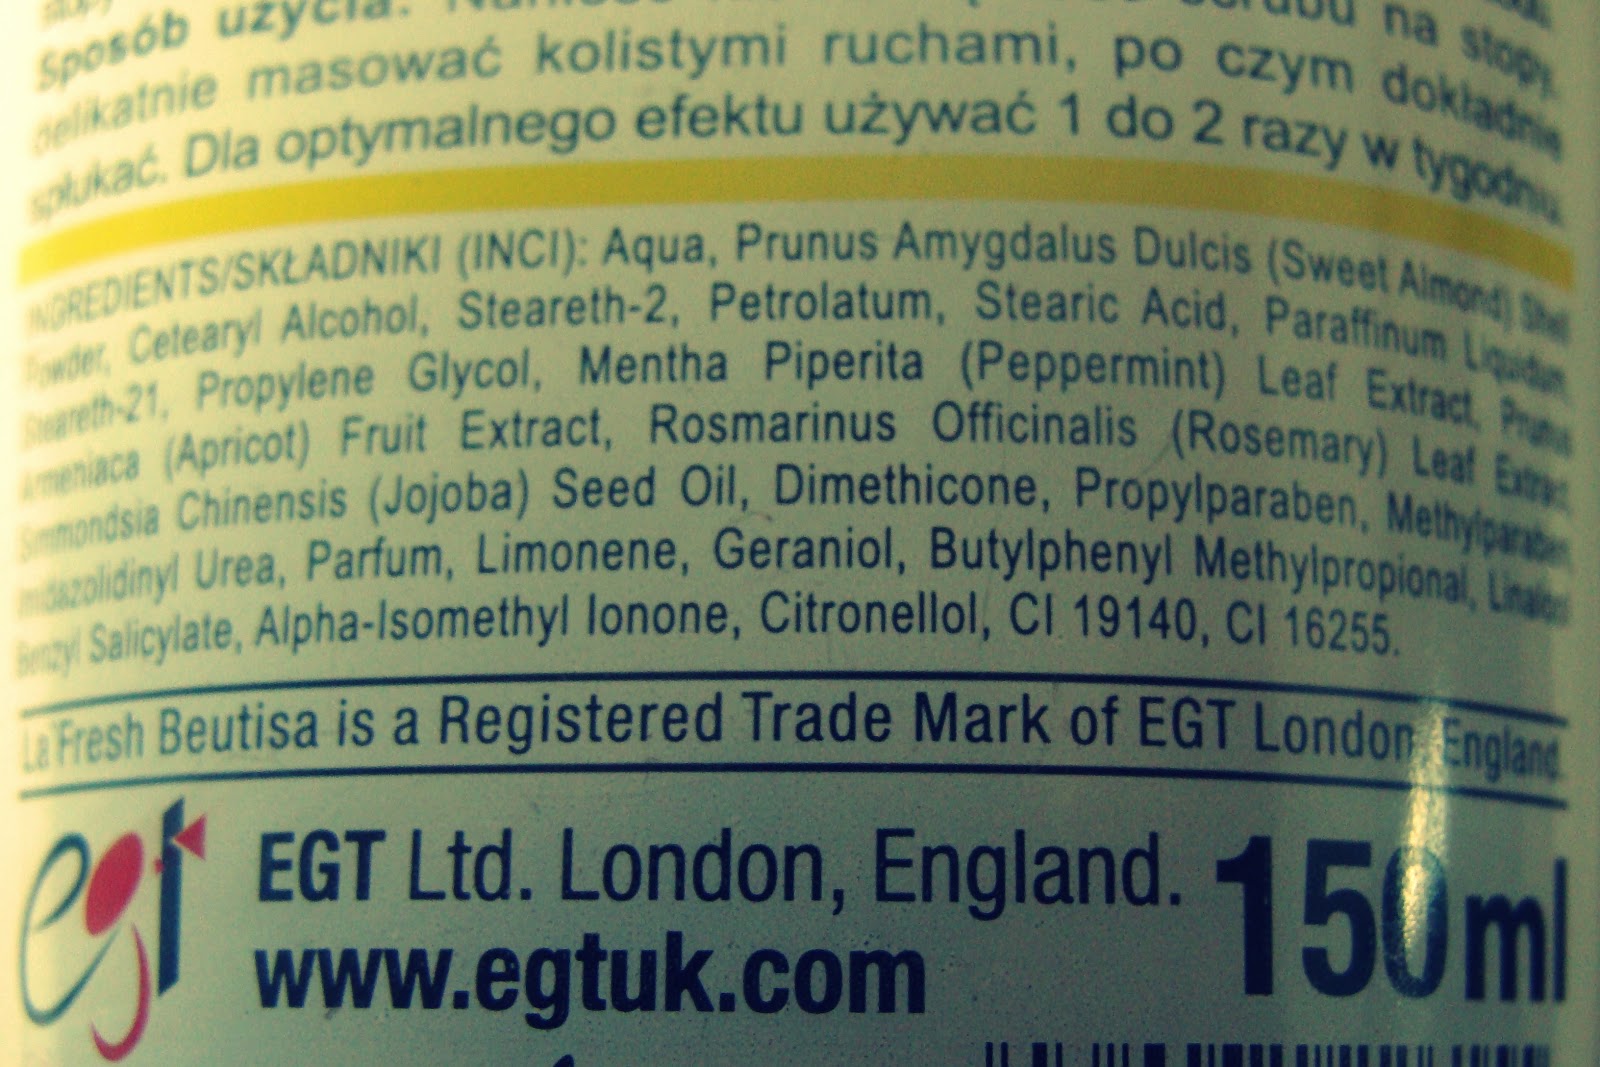 Sposób użycia: na stopy,
delikatnie masować kolistymi ruchami, po czym dokładnie
spłukać. Dla optymalnego efektu używać 1 do 2 razy w tygodniu.
INGREDIENTS/SKŁADNIKI (INCI): Aqua, Prunus Amygdalus Dulcis (Sweet Almond) Shell
Powder, Cetearyl Alcohol, Steareth-2, Petrolatum, Stearic Acid, Paraffinum Liquidum,
Steareth-21, Propylene Glycol, Mentha Piperita (Peppermint) Leaf Extract, Prunus
Armeniaca (Apricot) Fruit Extract, Rosmarinus Officinalis (Rosemary) Leaf Extract,
Simmondsia Chinensis (Jojoba) Seed Oil, Dimethicone, Propylparaben, Methylparaben,
Imidazolidinyl Urea, Parfum, Limonene, Geraniol, Butylphenyl Methylpropional, Linalool,
Benzyl Salicylate, Alpha-Isomethyl Ionone, Citronellol, CI 19140, CI 16255.
La'Fresh Beutisa is a Registered Trade Mark of EGT London, England.
egt EGT Ltd. London, England. 150 ml
www.egtuk.com